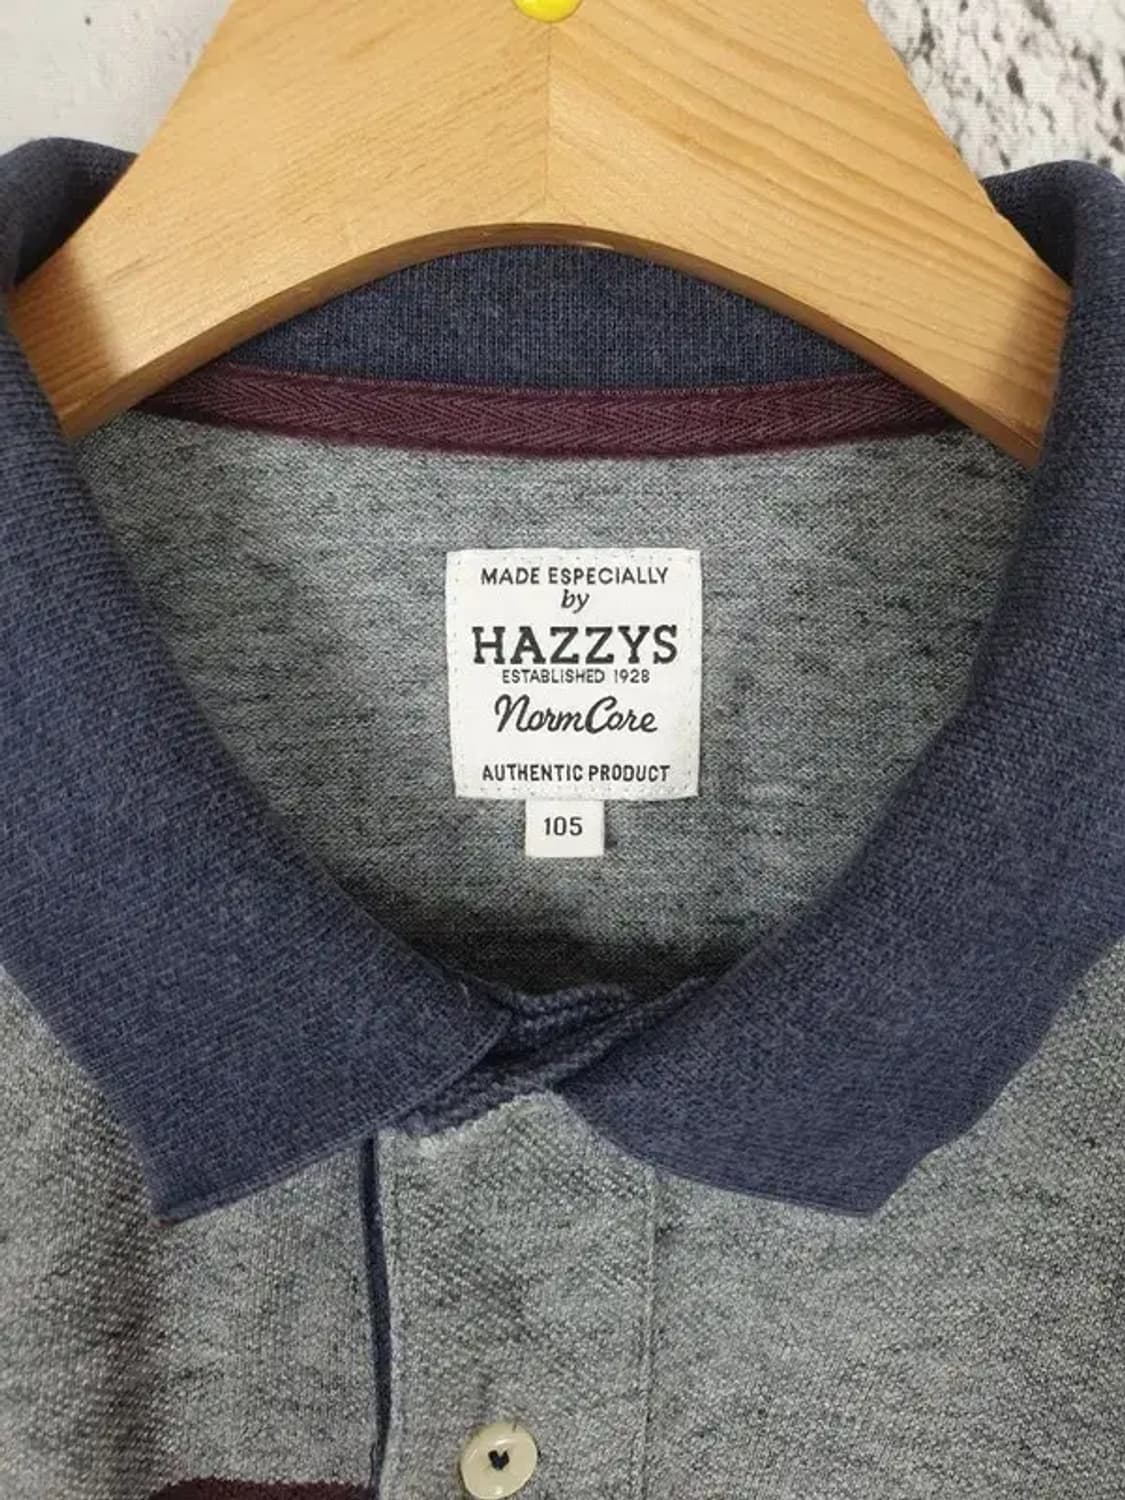 MADE ESPECIALLY
by
HAZZYS
ESTABLISHED 1928
NormCore
AUTHENTIC PRODUCT
105